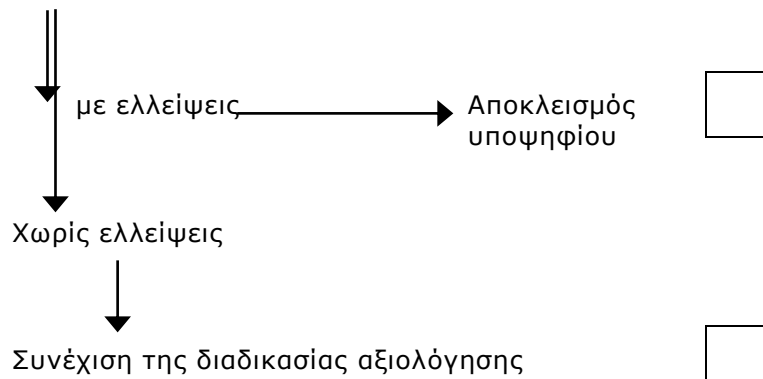 με ελλείψεις
Αποκλεισμός
υποψηφίου
Χωρίς ελλείψεις
Συνέχιση της διαδικασίας αξιολόγησης